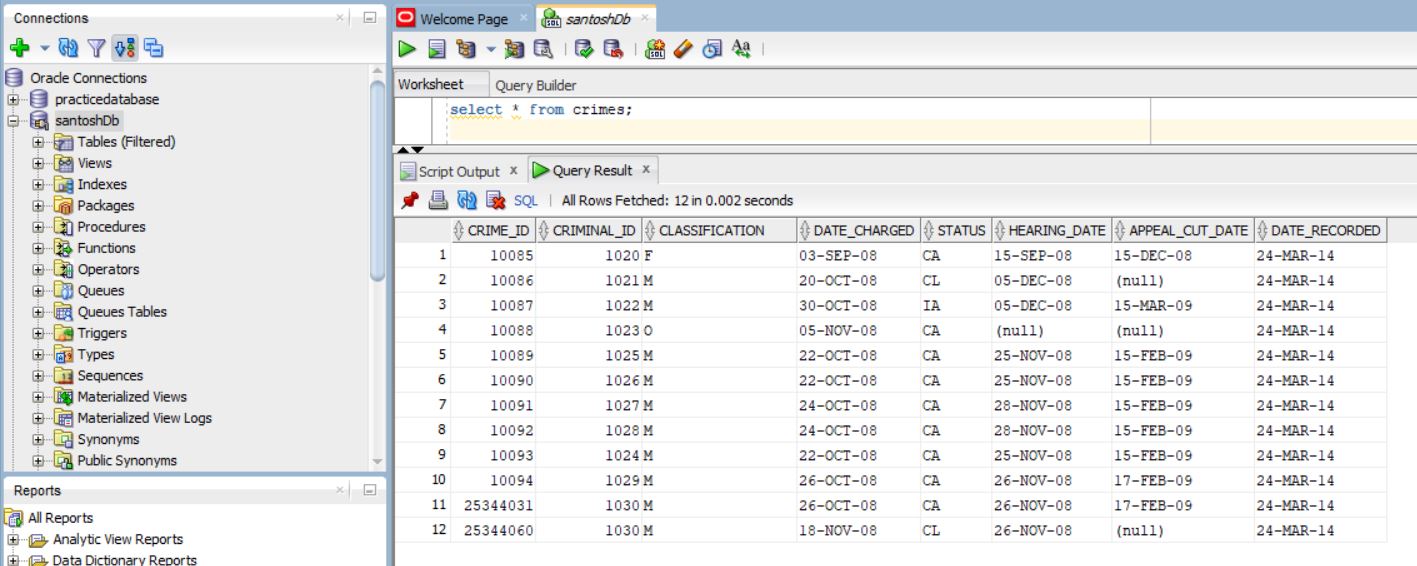 Connections
Oracle Connections
practicedatabase
santoshDb
Tables (Filtered)
Views
Indexes
Packages
Procedures
Functions
Operators
Queues
Queues Tables
Triggers
Types
Sequences
Materialized Views
Materialized View Logs
Synonyms
Public Synonyms
Reports
All Reports
Analytic View Reports
Data Dictionary Reports
Welcome Page santoshDb
Worksheet Query Builder
select * from crimes;
Script Output x Query Result x
SQL | All Rows Fetched: 12 in 0.002 seconds
CRIME_ID CRIMINAL_ID CLASSIFICATION DATE_CHARGED STATUS HEARING_DATE APPEAL_CUT_DATE DATE_RECORDED
1 10085 1020 F 03-SEP-08 CA 15-SEP-08 15-DEC-08 24-MAR-14
2 10086 1021 M 20-OCT-08 CL 05-DEC-08 (null) 24-MAR-14
3 10087 1022 M 30-OCT-08 IA 05-DEC-08 15-MAR-09 24-MAR-14
4 10088 1023 O 05-NOV-08 CA (null) (null) 24-MAR-14
5 10089 1025 M 22-OCT-08 CA 25-NOV-08 15-FEB-09 24-MAR-14
6 10090 1026 M 22-OCT-08 CA 25-NOV-08 15-FEB-09 24-MAR-14
7 10091 1027 M 24-OCT-08 CA 28-NOV-08 15-FEB-09 24-MAR-14
8 10092 1028 M 24-OCT-08 CA 28-NOV-08 15-FEB-09 24-MAR-14
9 10093 1024 M 22-OCT-08 CA 25-NOV-08 15-FEB-09 24-MAR-14
10 10094 1029 M 26-OCT-08 CA 26-NOV-08 17-FEB-09 24-MAR-14
11 25344031 1030 M 26-OCT-08 CA 26-NOV-08 17-FEB-09 24-MAR-14
12 25344060 1030 M 18-NOV-08 CL 26-NOV-08 (null) 24-MAR-14